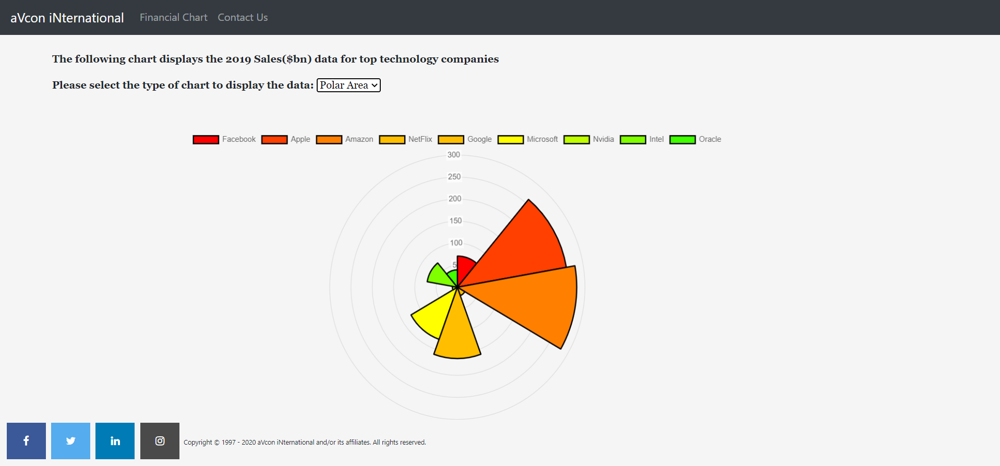 aVcon iNternational Financial Chart Contact Us
The following chart displays the 2019 Sales($bn) data for top technology companies
Please select the type of chart to display the data: Polar Area
Facebook Apple Amazon NetFlix Google Microsoft Nvidia Intel Oracle
300
250
200
150
100
Copyright © 1997 - 2020 aVcon iNternational and/or its affiliates. All rights reserved.